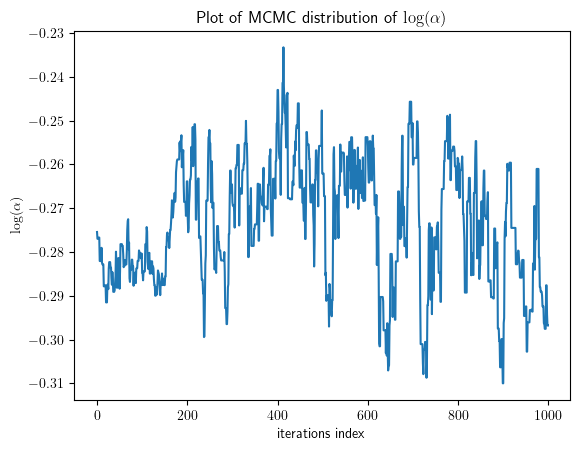 Plot of MCMC distribution of log(α)
−0.23
−0.24
−0.25
−0.26
−0.27
−0.28
−0.29
−0.30
−0.31
log(α)
0 200 400 600 800 1000
iterations index